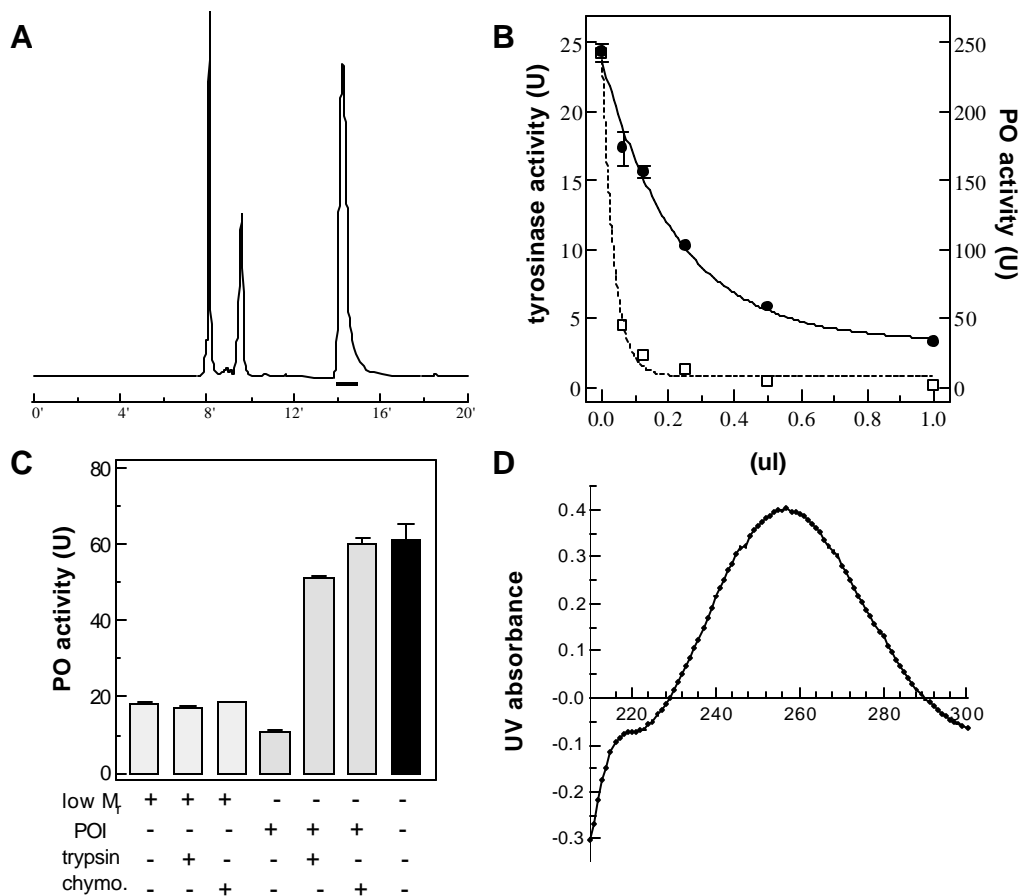 A
0' 4' 8' 12' 16' 20'
B
tyrosinase activity (U)
25
20
15
10
5
0
PO activity (U)
250
200
150
100
50
0
0.0 0.2 0.4 0.6 0.8 1.0
(ul)
C
PO activity (U)
80
60
40
20
0
low Mr + + + - - - -
POI - - - + + + -
trypsin - + - - + - -
chymo. - - + - - + -
D
UV absorbance
0.4
0.3
0.2
0.1
-0.0
-0.1
-0.2
-0.3
220 240 260 280 300